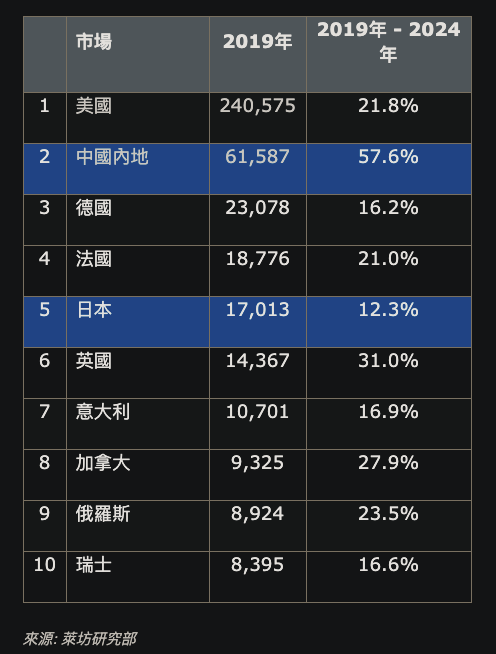 市場 2019年 2019年 - 2024
年
1 美國 240,575 21.8%
2 中國內地 61,587 57.6%
3 德國 23,078 16.2%
4 法國 18,776 21.0%
5 日本 17,013 12.3%
6 英國 14,367 31.0%
7 意大利 10,701 16.9%
8 加拿大 9,325 27.9%
9 俄羅斯 8,924 23.5%
10 瑞士 8,395 16.6%
來源: 萊坊研究部